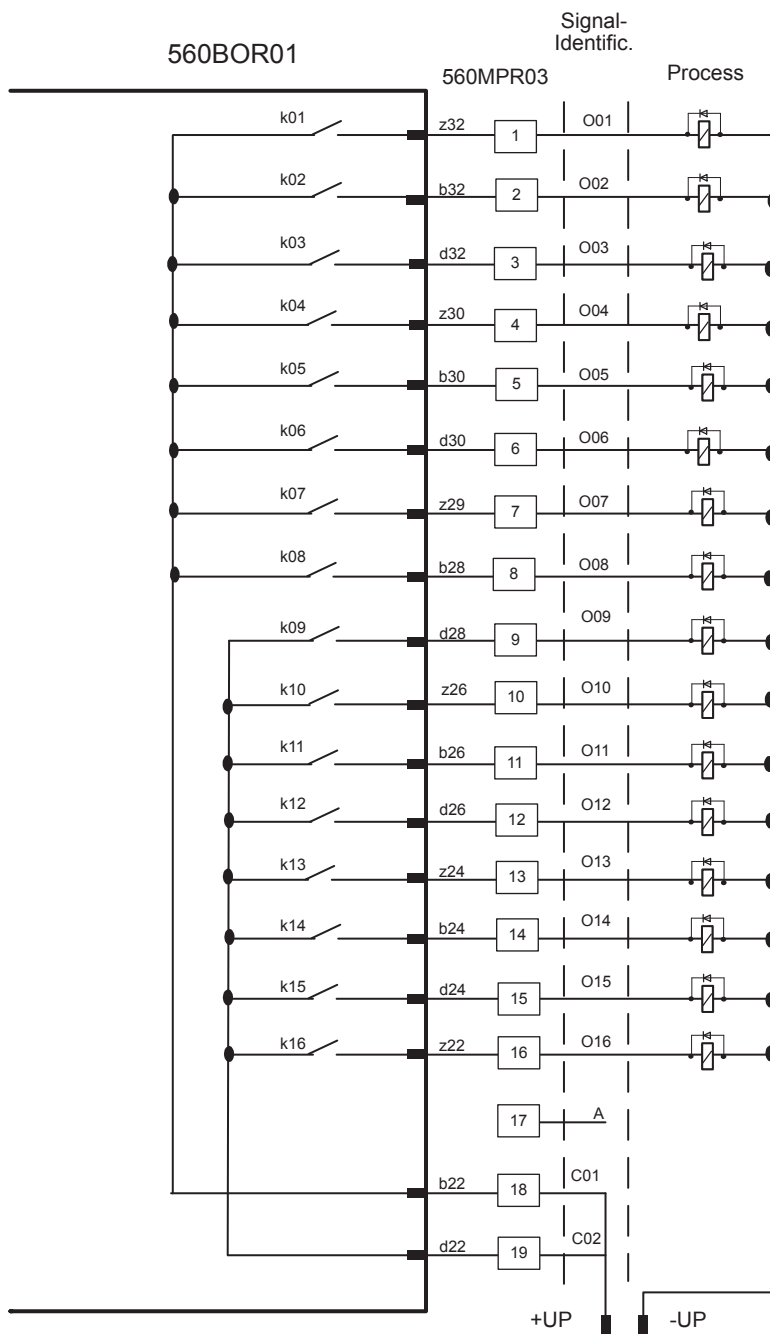 560BOR01
Signal-
Identific.
560MPR03
Process
k01 z32 1 O01
k02 b32 2 O02
k03 d32 3 O03
k04 z30 4 O04
k05 b30 5 O05
k06 d30 6 O06
k07 z29 7 O07
k08 b28 8 O08
k09 d28 9 O09
k10 z26 10 O10
k11 b26 11 O11
k12 d26 12 O12
k13 z24 13 O13
k14 b24 14 O14
k15 d24 15 O15
k16 z22 16 O16
17 A
b22 18 C01
d22 19 C02
+UP -UP